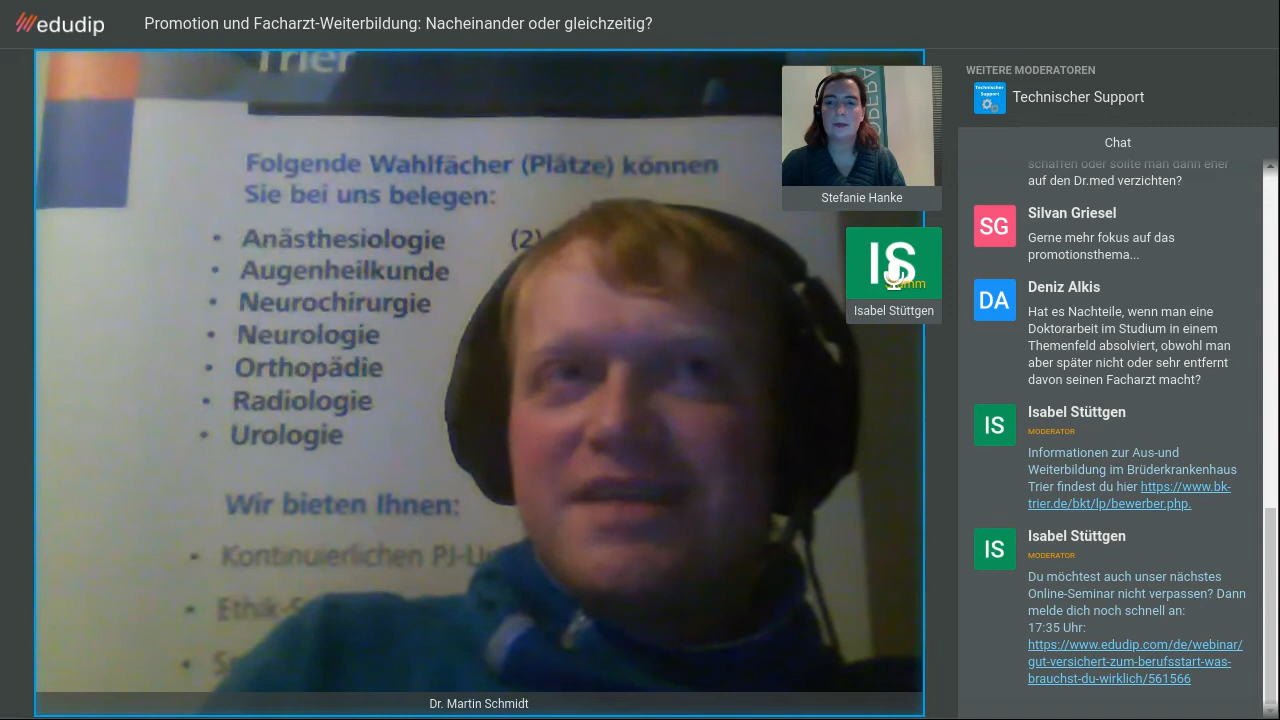 edudip
Promotion und Facharzt-Weiterbildung: Nacheinander oder gleichzeitig?
Trier
Folgende Wahlfächer (Plätze) können
Sie bei uns belegen:
• Anästhesiologie (2)
• Augenheilkunde
• Neurochirurgie
• Neurologie
• Orthopädie
• Radiologie
• Urologie
Wir bieten Ihnen:
• Kontinuierlichen
• Ethik-
Dr. Martin Schmidt
Stefanie Hanke
IS
Isabel Stüttgen
WEITERE MODERATOREN
Technischer Support
Technischer Support
Chat
schaffen oder sollte man dann eher
auf den Dr.med verzichten?
SG
Silvan Griesel
Gerne mehr fokus auf das
promotionsthema...
DA
Deniz Alkis
Hat es Nachteile, wenn man eine
Doktorarbeit im Studium in einem
Themenfeld absolviert, obwohl man
aber später nicht oder sehr entfernt
davon seinen Facharzt macht?
IS
Isabel Stüttgen
MODERATOR
Informationen zur Aus-und
Weiterbildung im Brüderkrankenhaus
Trier findest du hier https://www.bk-
trier.de/bkt/lp/bewerber.php.
IS
Isabel Stüttgen
MODERATOR
Du möchtest auch unser nächstes
Online-Seminar nicht verpassen? Dann
melde dich noch schnell an:
17:35 Uhr:
https://www.edudip.com/de/webinar/
gut-versichert-zum-berufsstart-was-
brauchst-du-wirklich/561566